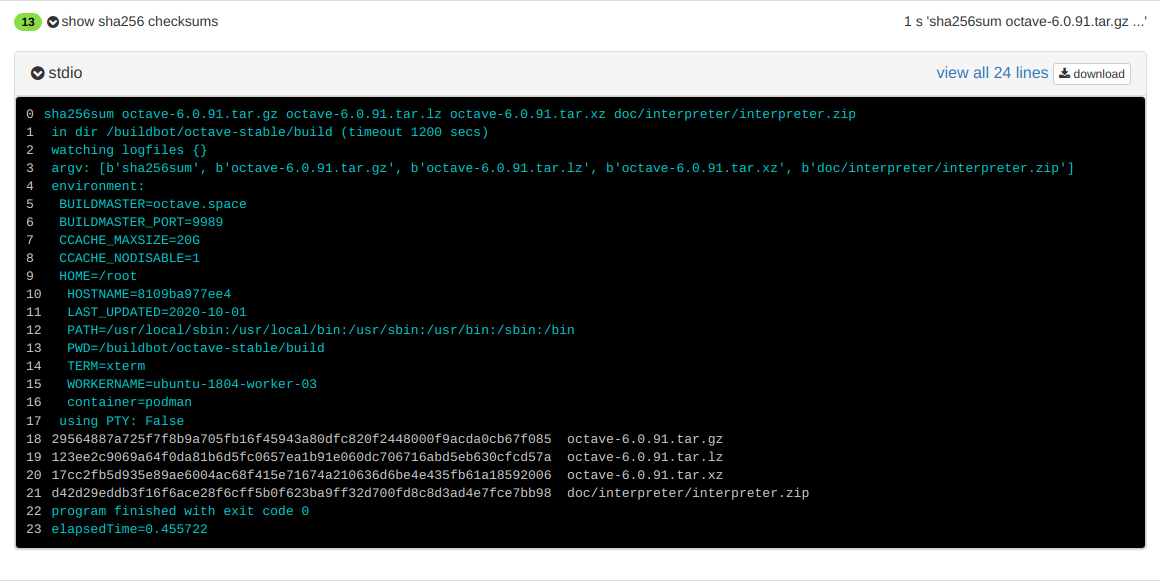 13 show sha256 checksums 1 s 'sha256sum octave-6.0.91.tar.gz ...'
stdio view all 24 lines download
0 sha256sum octave-6.0.91.tar.gz octave-6.0.91.tar.lz octave-6.0.91.tar.xz doc/interpreter/interpreter.zip
1 in dir /buildbot/octave-stable/build (timeout 1200 secs)
2 watching logfiles {}
3 argv: [b'sha256sum', b'octave-6.0.91.tar.gz', b'octave-6.0.91.tar.lz', b'octave-6.0.91.tar.xz', b'doc/interpreter/interpreter.zip']
4 environment:
5 BUILDMASTER=octave.space
6 BUILDMASTER_PORT=9989
7 CCACHE_MAXSIZE=20G
8 CCACHE_NODISABLE=1
9 HOME=/root
10 HOSTNAME=8109ba977ee4
11 LAST_UPDATED=2020-10-01
12 PATH=/usr/local/sbin:/usr/local/bin:/usr/sbin:/usr/bin:/sbin:/bin
13 PWD=/buildbot/octave-stable/build
14 TERM=xterm
15 WORKERNAME=ubuntu-1804-worker-03
16 container=podman
17 using PTY: False
18 29564887a725f7f8b9a705fb16f45943a80dfc820f2448000f9acda0cb67f085 octave-6.0.91.tar.gz
19 123ee2c9069a64f0da81b6d5fc0657ea1b91e060dc706716abd5eb630cfcd57a octave-6.0.91.tar.lz
20 17cc2fb5d935e89ae6004ac68f415e71674a210636d6be4e435fb61a18592006 octave-6.0.91.tar.xz
21 d42d29eddb3f16f6ace28f6cff5b0f623ba9ff32d700fd8c8d3ad4e7fce7bb98 doc/interpreter/interpreter.zip
22 program finished with exit code 0
23 elapsedTime=0.455722